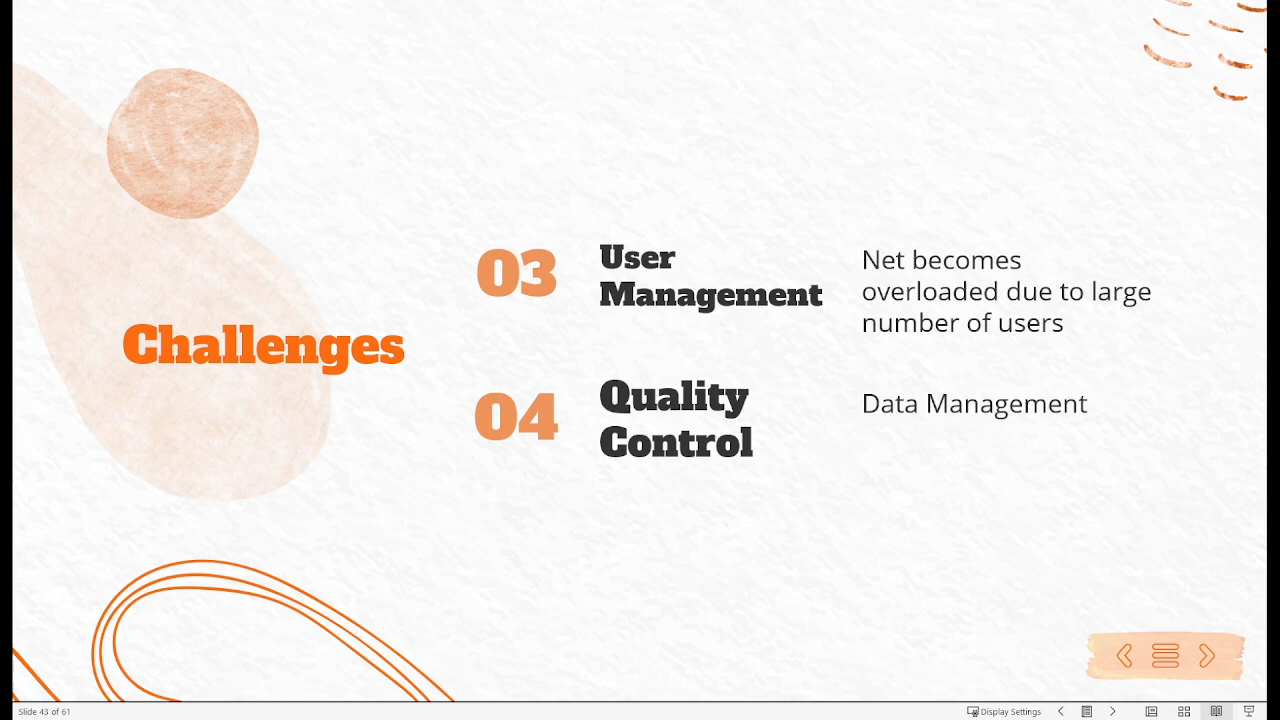 Challenges
03
User
Management
Net becomes
overloaded due to large
number of users
04
Quality
Control
Data Management
Slide 43 of 61
Display Settings